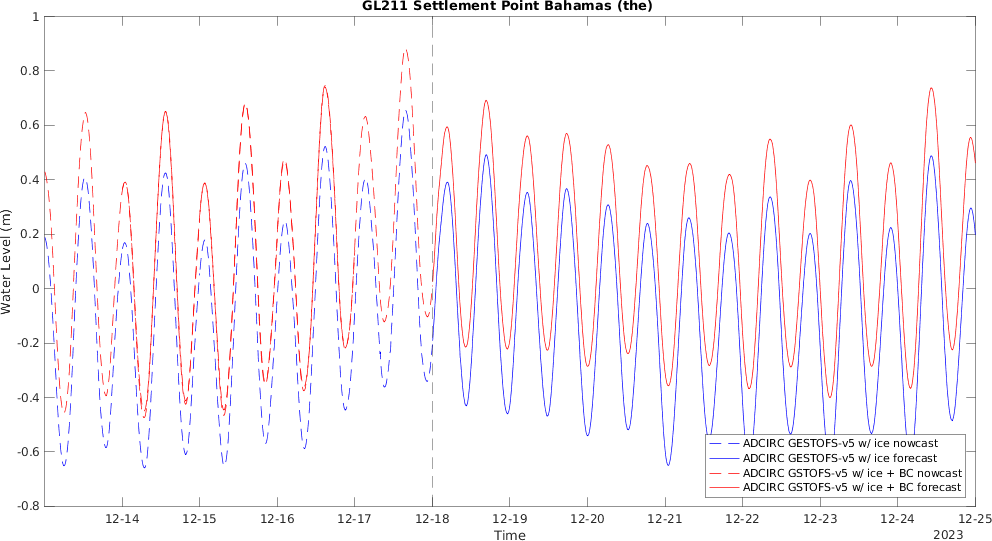 GL211 Settlement Point Bahamas (the)
1
0.8
0.6
0.4
0.2
0
-0.2
-0.4
-0.6
-0.8
Water Level (m)
ADCIRC GESTOFS-v5 w/ ice nowcast
ADCIRC GESTOFS-v5 w/ ice forecast
ADCIRC GSTOFS-v5 w/ ice + BC nowcast
ADCIRC GSTOFS-v5 w/ ice + BC forecast
12-14 12-15 12-16 12-17 12-18 12-19 12-20 12-21 12-22 12-23 12-24 12-25
Time
2023